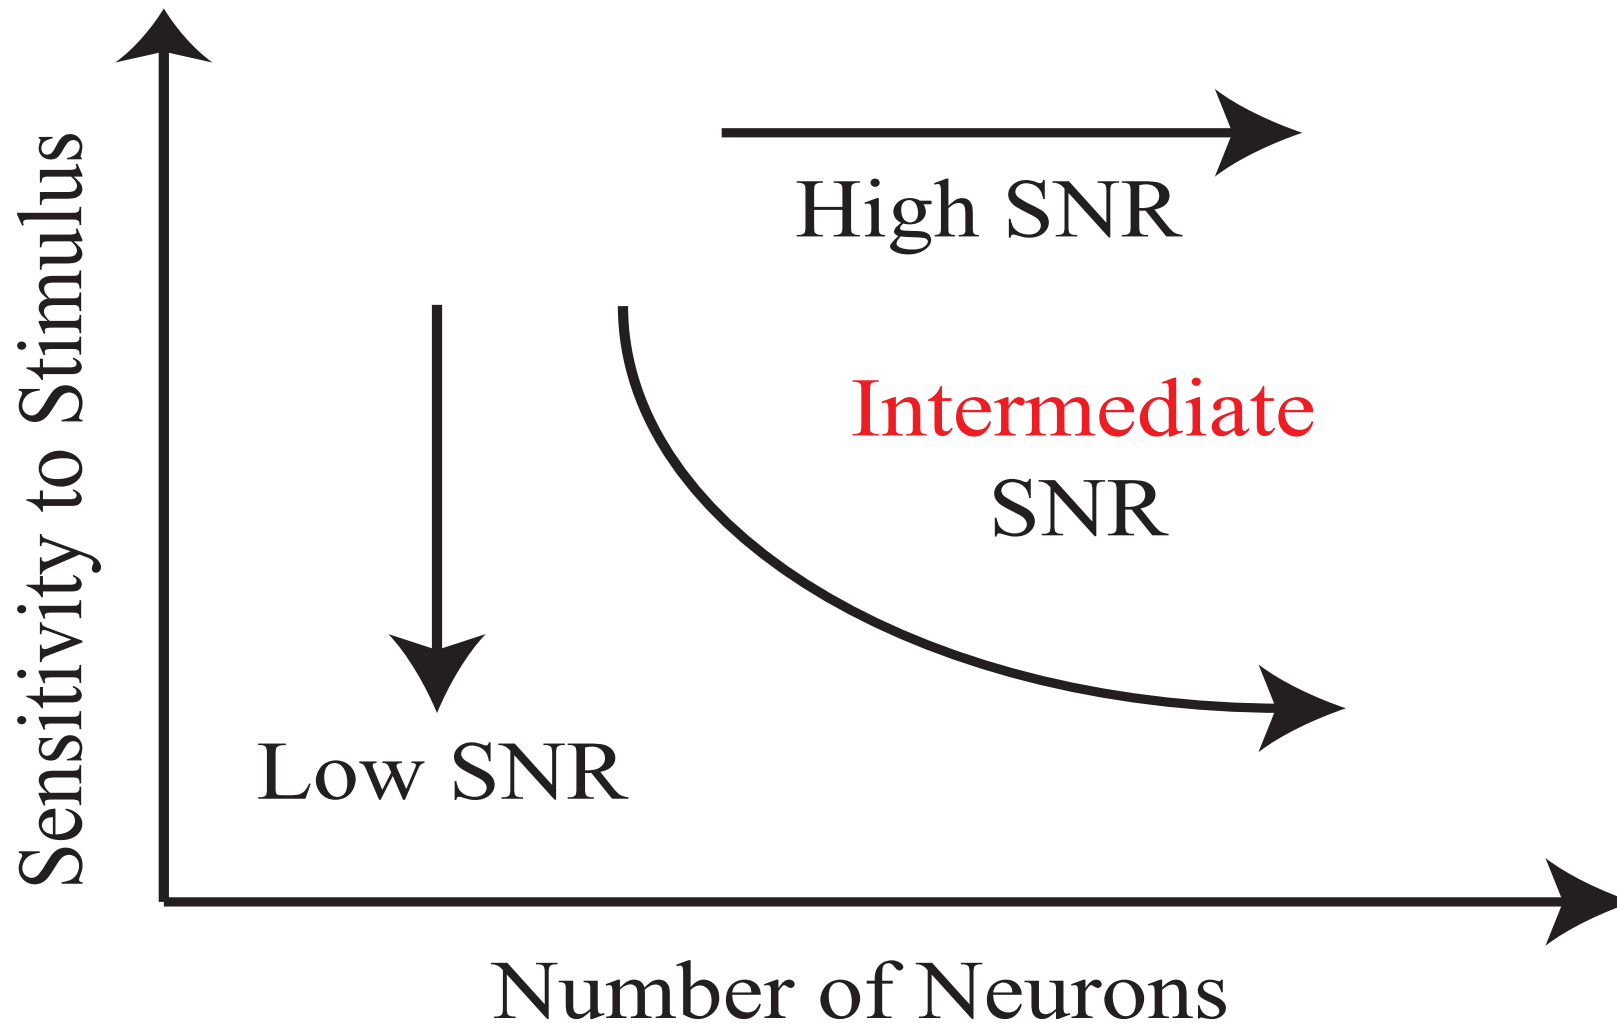 Sensitivity to Stimulus
High SNR
Intermediate
SNR
Low SNR
Number of Neurons